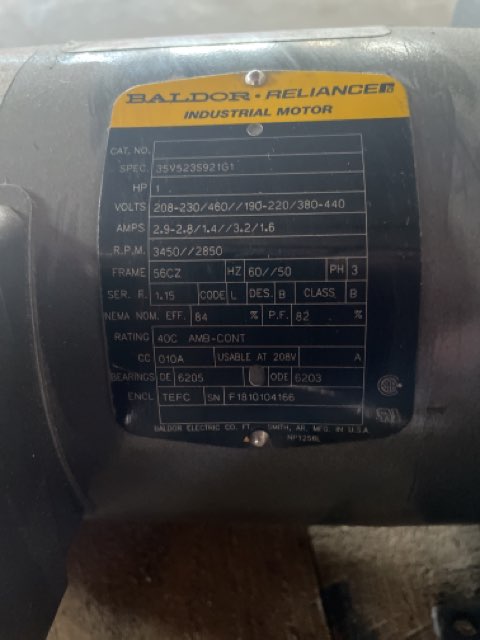 BALDOR • RELIANCE
INDUSTRIAL MOTOR
CAT. NO.
SPEC. 35V523S921G1
HP 1
VOLTS 208-230/460//190-220/380-440
AMPS 2.9-2.8/1.4//3.2/1.6
R.P.M. 3450//2850
FRAME 56CZ HZ 60//50 PH 3
SER. F. 1.15 CODE L DES. B CLASS B
NEMA NOM. EFF. 84 % P.F. 82 %
RATING 40C AMB-CONT
CC 010A USABLE AT 208V A
BEARINGS DE 6205 ODE 6203
ENCL TEFC SN F1810104166
BALDOR ELECTRIC CO. FT. SMITH, AR. MFG. IN U.S.A.
NP1256L